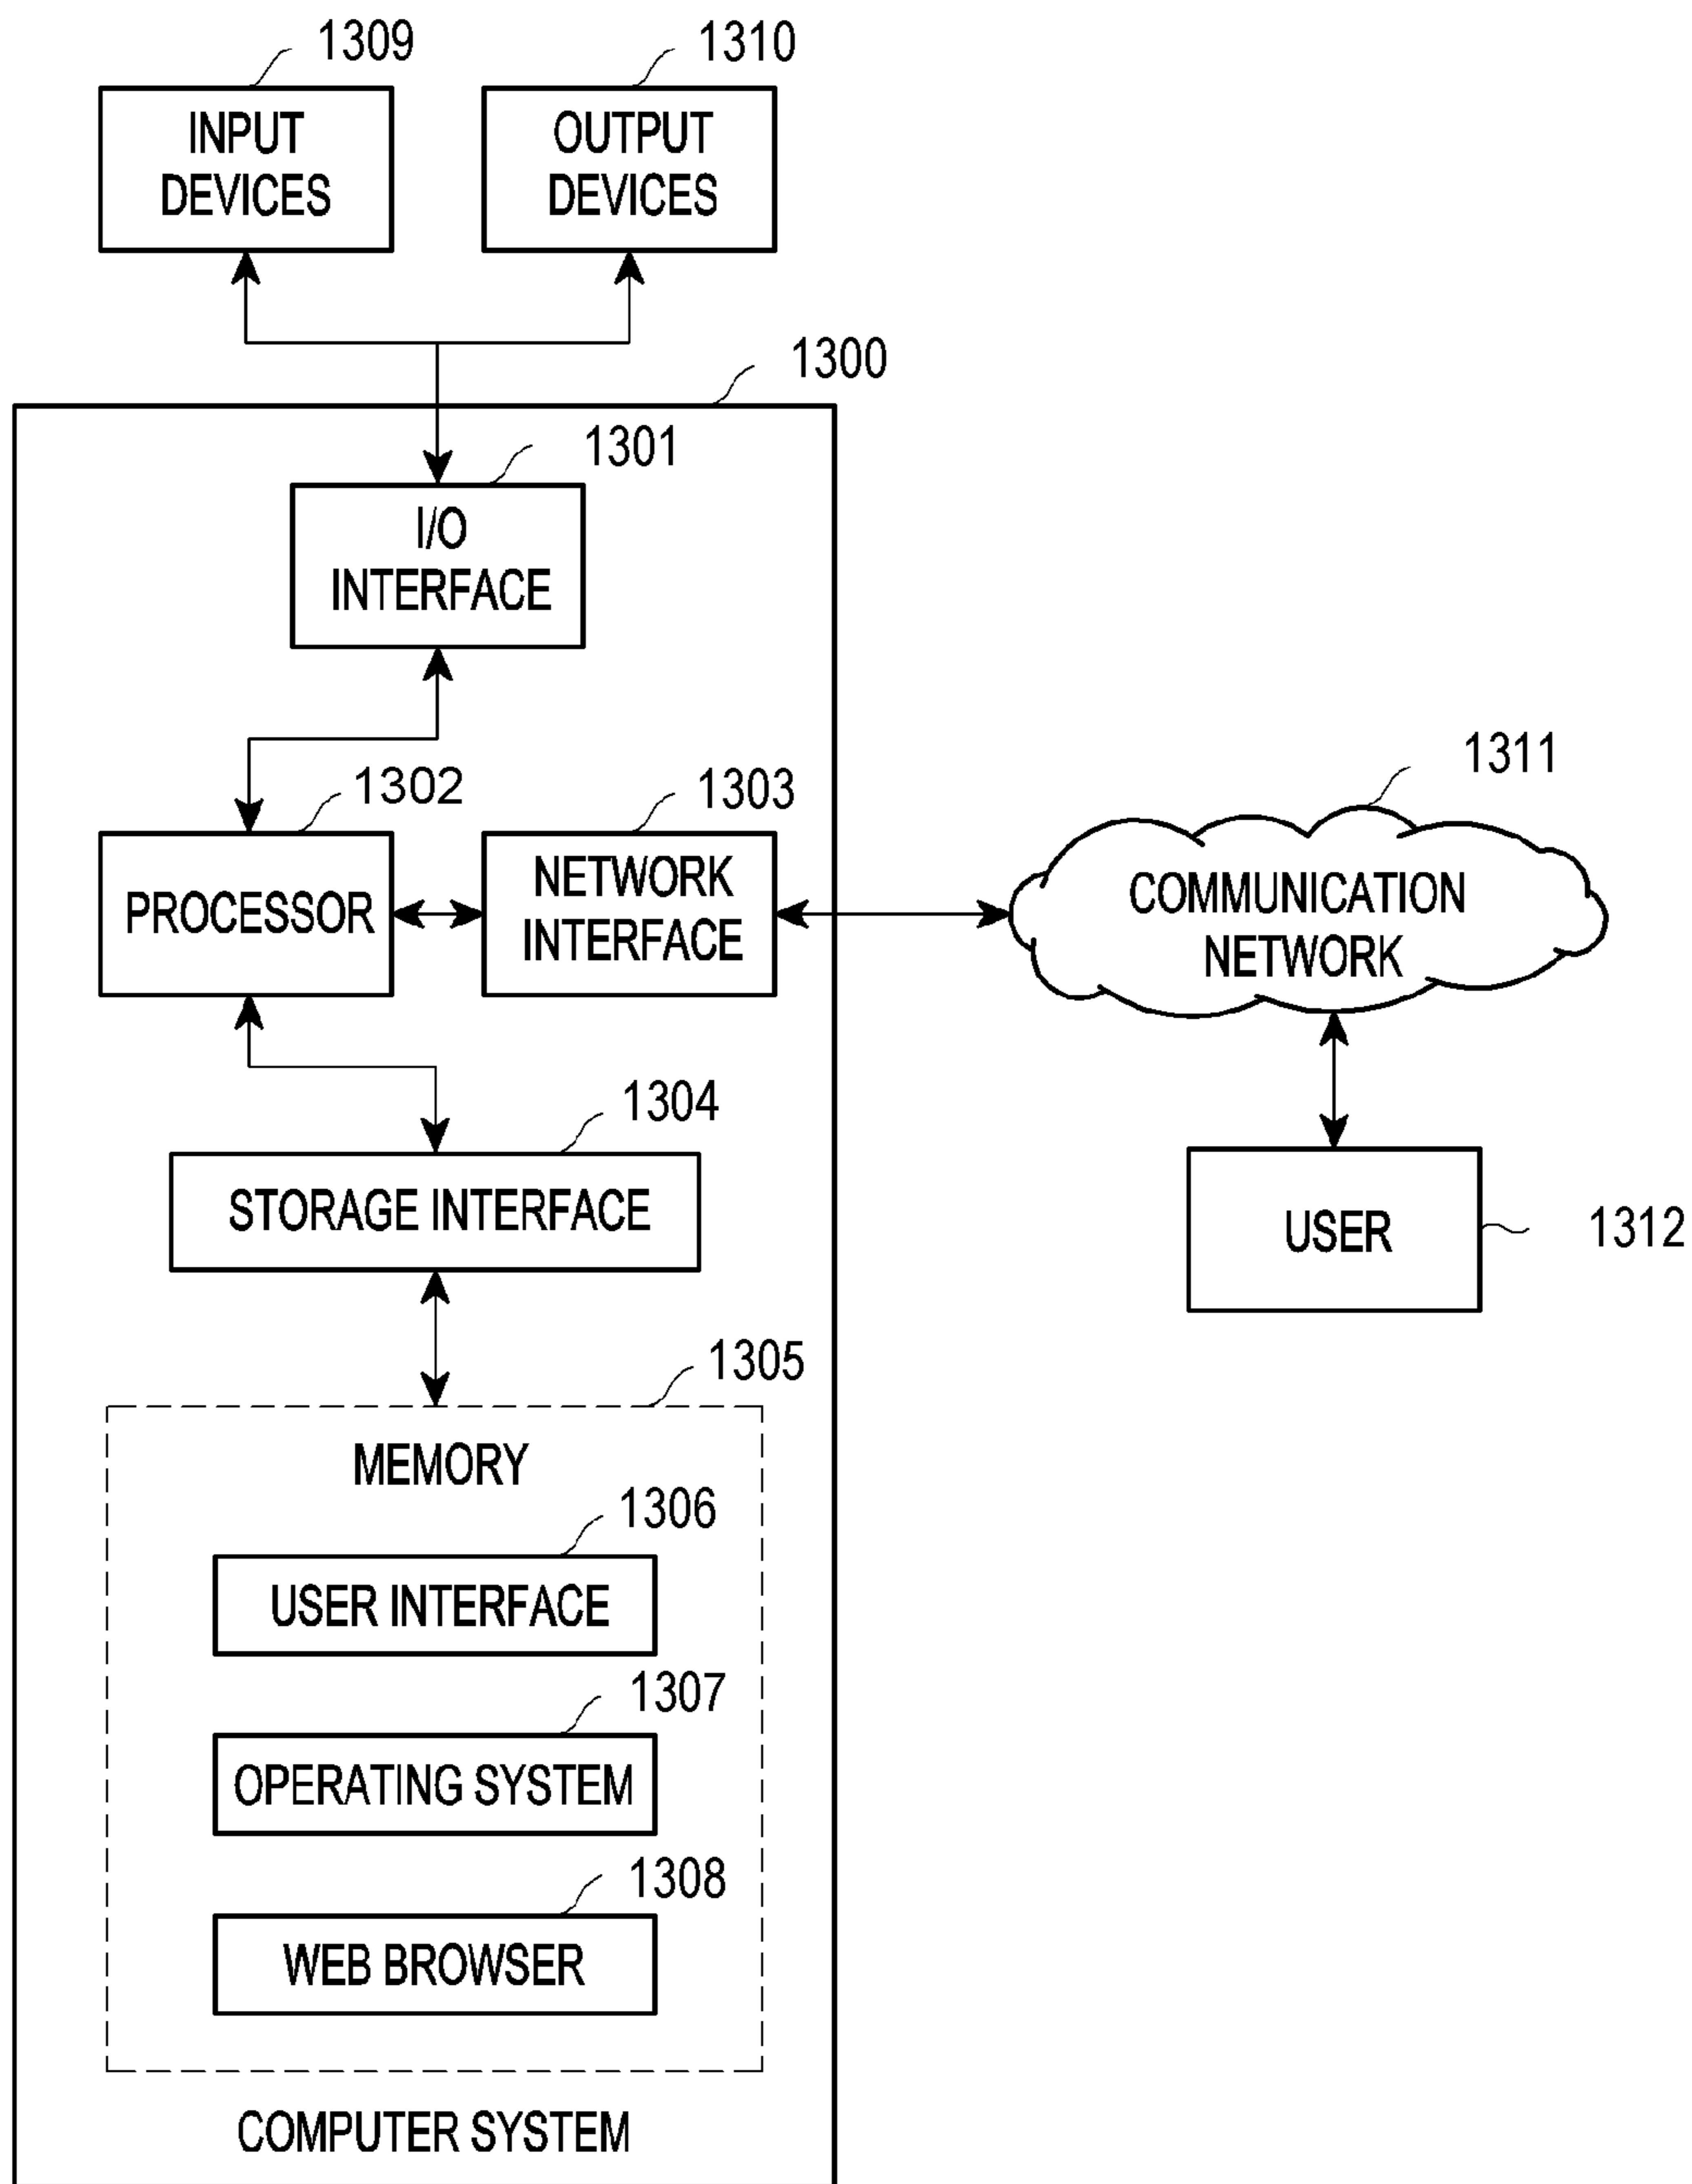 1309
1310
INPUT
DEVICES
OUTPUT
DEVICES
1300
1301
I/O
INTERFACE
1302
1303
1311
PROCESSOR
NETWORK
INTERFACE
COMMUNICATION
NETWORK
1304
STORAGE INTERFACE
USER
1312
1305
MEMORY
1306
USER INTERFACE
1307
OPERATING SYSTEM
1308
WEB BROWSER
COMPUTER SYSTEM